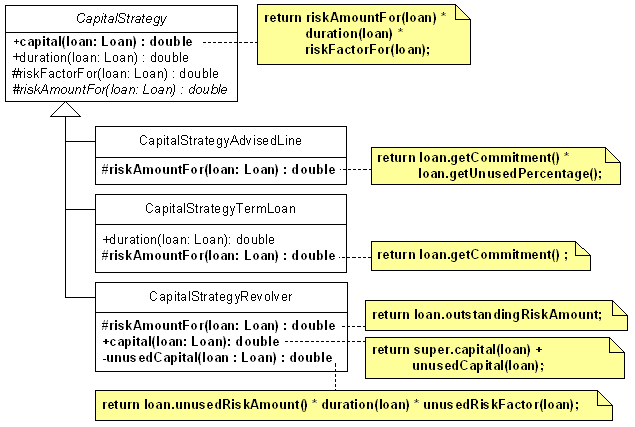 CapitalStrategy
+capital(loan: Loan) : double
+duration(loan: Loan) : double
#riskFactorFor(loan: Loan) : double
#riskAmountFor(loan: Loan) : double
return riskAmountFor(loan) *
duration(loan) *
riskFactorFor(loan);
CapitalStrategyAdvisedLine
#riskAmountFor(loan: Loan) : double
return loan.getCommitment() *
loan.getUnusedPercentage();
CapitalStrategyTermLoan
+duration(loan: Loan): double
#riskAmountFor(loan: Loan) : double
return loan.getCommitment() ;
CapitalStrategyRevolver
#riskAmountFor(loan: Loan) : double
+capital(loan: Loan): double
-unusedCapital(loan : Loan) : double
return loan.outstandingRiskAmount;
return super.capital(loan) +
unusedCapital(loan);
return loan.unusedRiskAmount() * duration(loan) * unusedRiskFactor(loan);